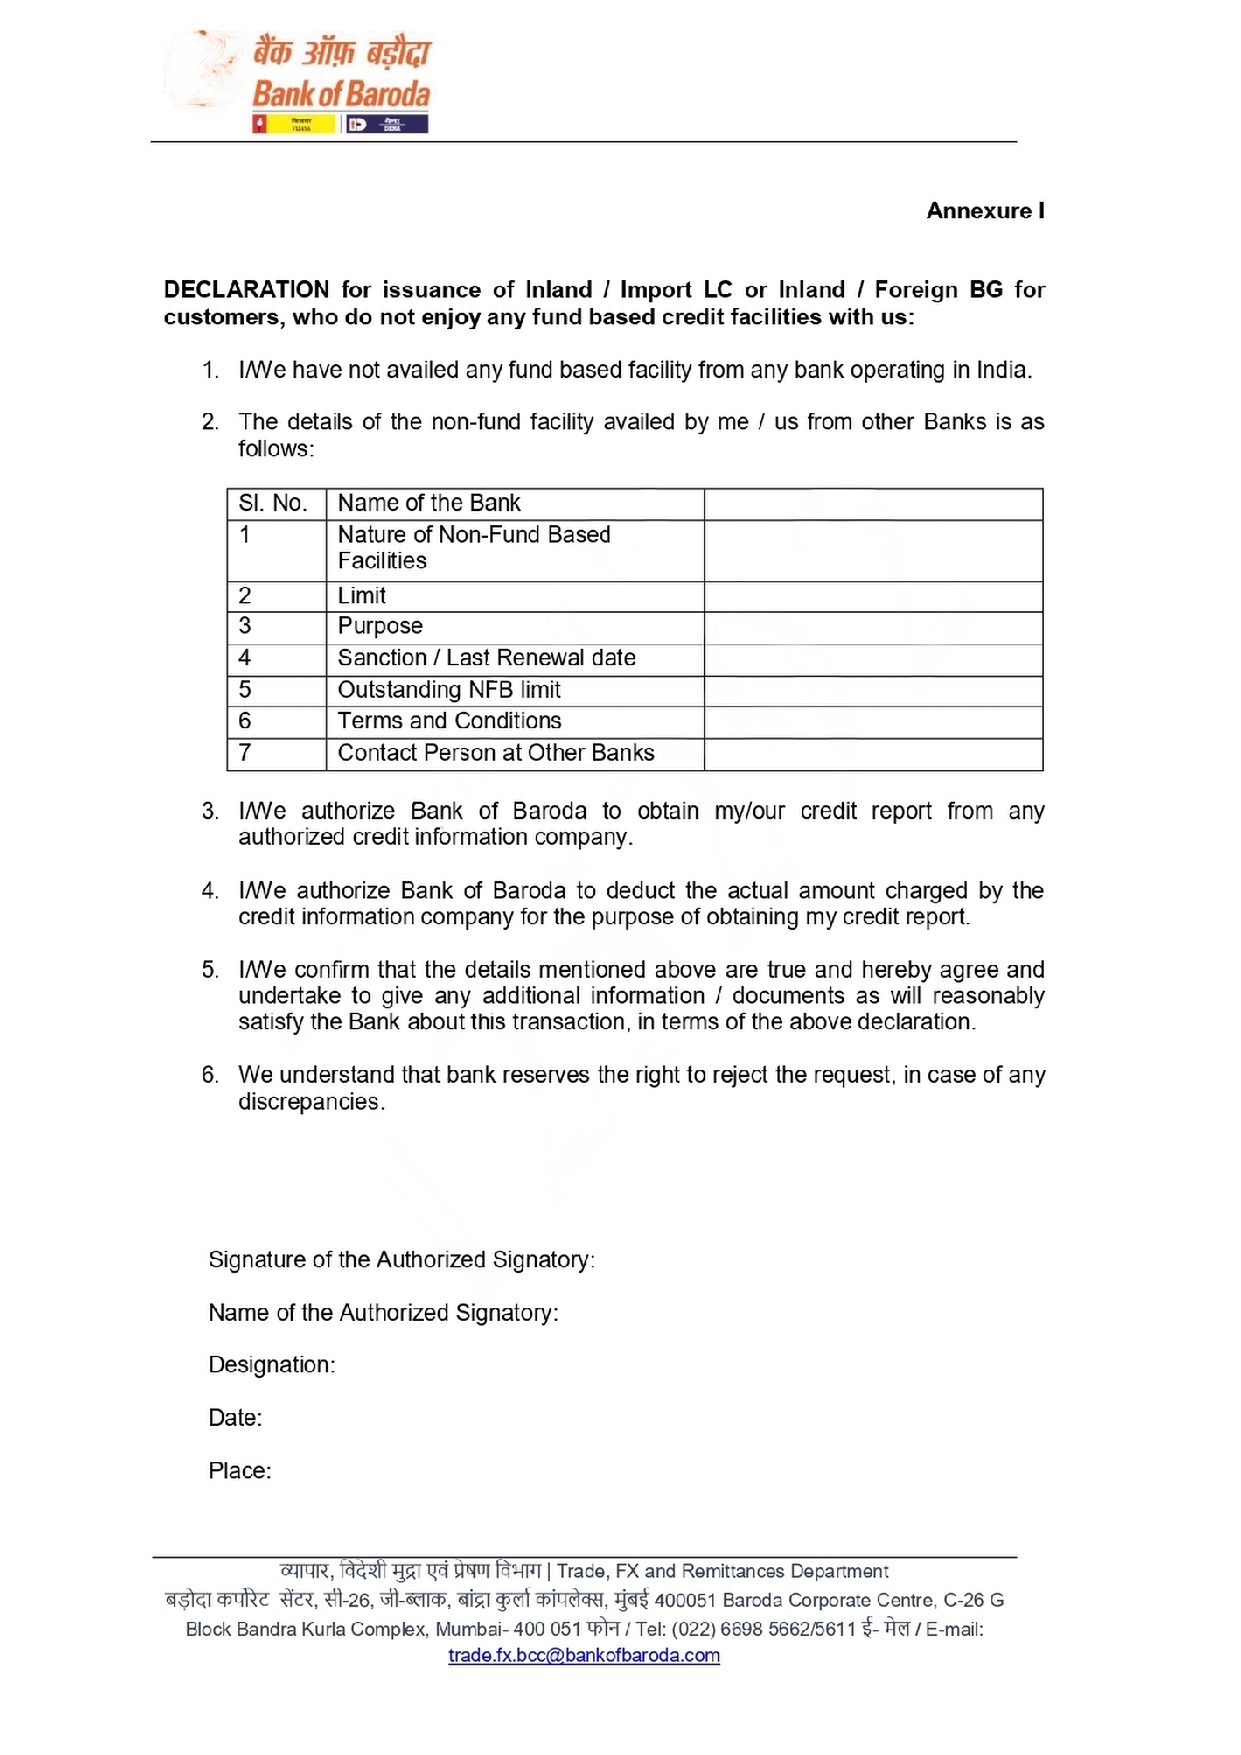 बैंक ऑफ़ बड़ौदा
Bank of Baroda
विजया VIJAYA
देना DENA
Annexure I
DECLARATION for issuance of Inland / Import LC or Inland / Foreign BG for
customers, who do not enjoy any fund based credit facilities with us:
1. I/We have not availed any fund based facility from any bank operating in India.
2. The details of the non-fund facility availed by me / us from other Banks is as
follows:
Sl. No. Name of the Bank
1 Nature of Non-Fund Based
Facilities
2 Limit
3 Purpose
4 Sanction / Last Renewal date
5 Outstanding NFB limit
6 Terms and Conditions
7 Contact Person at Other Banks
3. I/We authorize Bank of Baroda to obtain my/our credit report from any
authorized credit information company.
4. I/We authorize Bank of Baroda to deduct the actual amount charged by the
credit information company for the purpose of obtaining my credit report.
5. I/We confirm that the details mentioned above are true and hereby agree and
undertake to give any additional information / documents as will reasonably
satisfy the Bank about this transaction, in terms of the above declaration.
6. We understand that bank reserves the right to reject the request, in case of any
discrepancies.
Signature of the Authorized Signatory:
Name of the Authorized Signatory:
Designation:
Date:
Place:
व्यापार, विदेशी मुद्रा एवं प्रेषण विभाग | Trade, FX and Remittances Department
बड़ोदा कर्पोरेट सेंटर, सी-26, जी-ब्लाक, बांद्रा कुर्ला कांपलेक्स, मुंबई 400051 Baroda Corporate Centre, C-26 G
Block Bandra Kurla Complex, Mumbai- 400 051 फोन / Tel: (022) 6698 5662/5611 ई- मेल / E-mail:
trade.fx.bcc@bankofbaroda.com